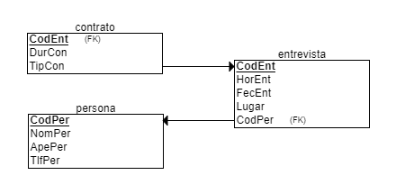 contrato
CodEnt (FK)
DurCon
TipCon
entrevista
CodEnt
HorEnt
FecEnt
Lugar
CodPer (FK)
persona
CodPer
NomPer
ApePer
TlfPer